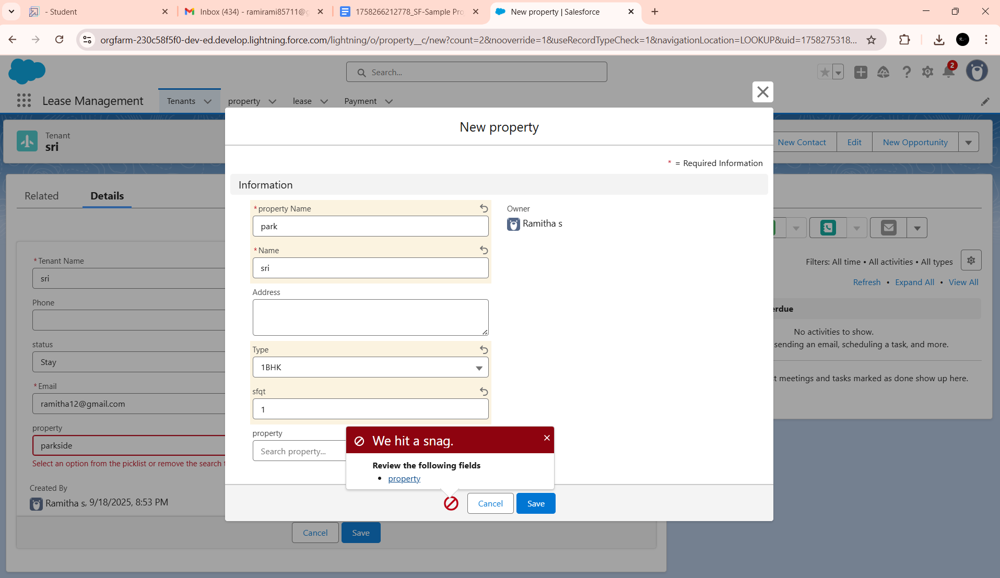 - Student
Inbox (434) - ramirami85711@g
1758266212778_SF-Sample Pro
New property | Salesforce
orgfarm-230c58f5f0-dev-ed.develop.lightning.force.com/lightning/o/property__c/new?count=2&nooverride=1&useRecordTypeCheck=1&navigationLocation=LOOKUP&uid=1758275318...
Search...
2
Lease Management
Tenants
property
lease
Payment
Tenant
sri
New Contact
Edit
New Opportunity
Related
Details
*Tenant Name
sri
Phone
status
Stay
*Email
ramitha12@gmail.com
property
parkside
Select an option from the picklist or remove the search
Created By
Ramitha s, 9/18/2025, 8:53 PM
Cancel
Save
New property
* = Required Information
Information
*property Name
park
*Name
sri
Address
Type
1BHK
sfqt
1
property
Search property...
Owner
Ramitha s
We hit a snag.
Review the following fields
• property
Cancel
Save
Filters: All time • All activities • All types
Refresh • Expand All • View All
erdue
No activities to show.
sending an email, scheduling a task, and more.
t meetings and tasks marked as done show up here.